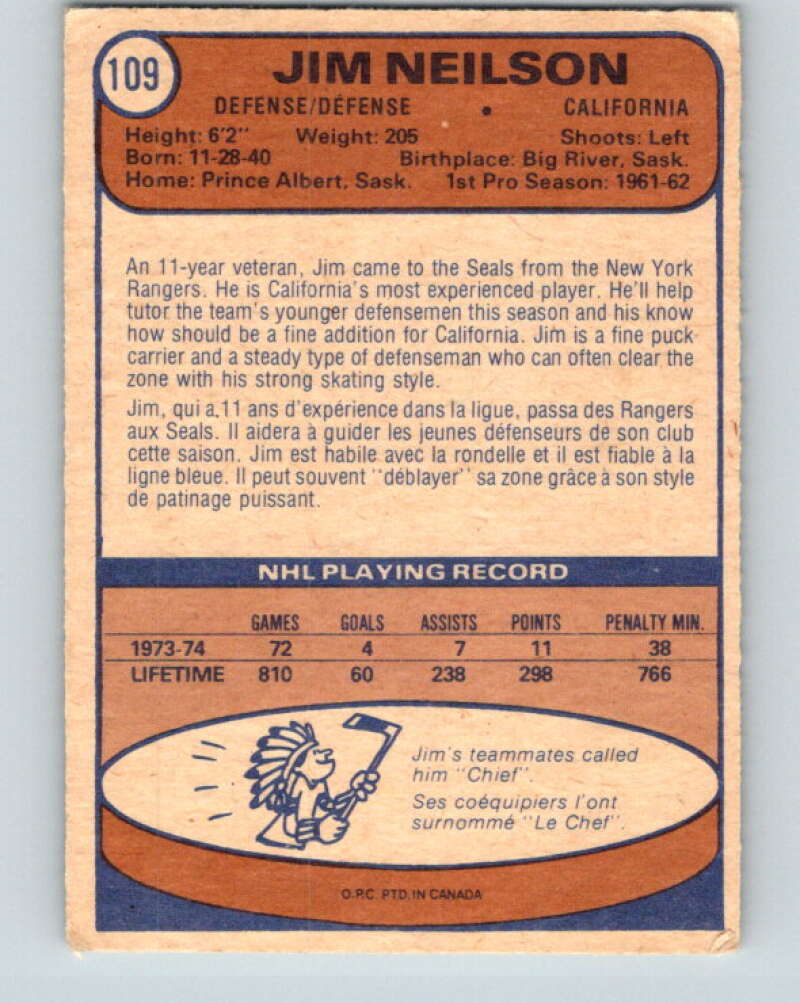 109
JIM NEILSON
DEFENSE/DÉFENSE • CALIFORNIA
Height: 6'2" Weight: 205 Shoots: Left
Born: 11-28-40 Birthplace: Big River, Sask.
Home: Prince Albert, Sask. 1st Pro Season: 1961-62
An 11-year veteran, Jim came to the Seals from the New York
Rangers. He is California's most experienced player. He'll help
tutor the team's younger defensemen this season and his know
how should be a fine addition for California. Jim is a fine puck
carrier and a steady type of defenseman who can often clear the
zone with his strong skating style.
Jim, qui a 11 ans d'expérience dans la ligue, passa des Rangers
aux Seals. Il aidera à guider les jeunes défenseurs de son club
cette saison. Jim est habile avec la rondelle et il est fiable à la
ligne bleue. Il peut souvent "déblayer" sa zone grâce à son style
de patinage puissant.
NHL PLAYING RECORD
GAMES GOALS ASSISTS POINTS PENALTY MIN.
1973-74 72 4 7 11 38
LIFETIME 810 60 238 298 766
Jim's teammates called
him "Chief".
Ses coéquipiers l'ont
surnommé "Le Chef".
O.P.C. PTD. IN CANADA